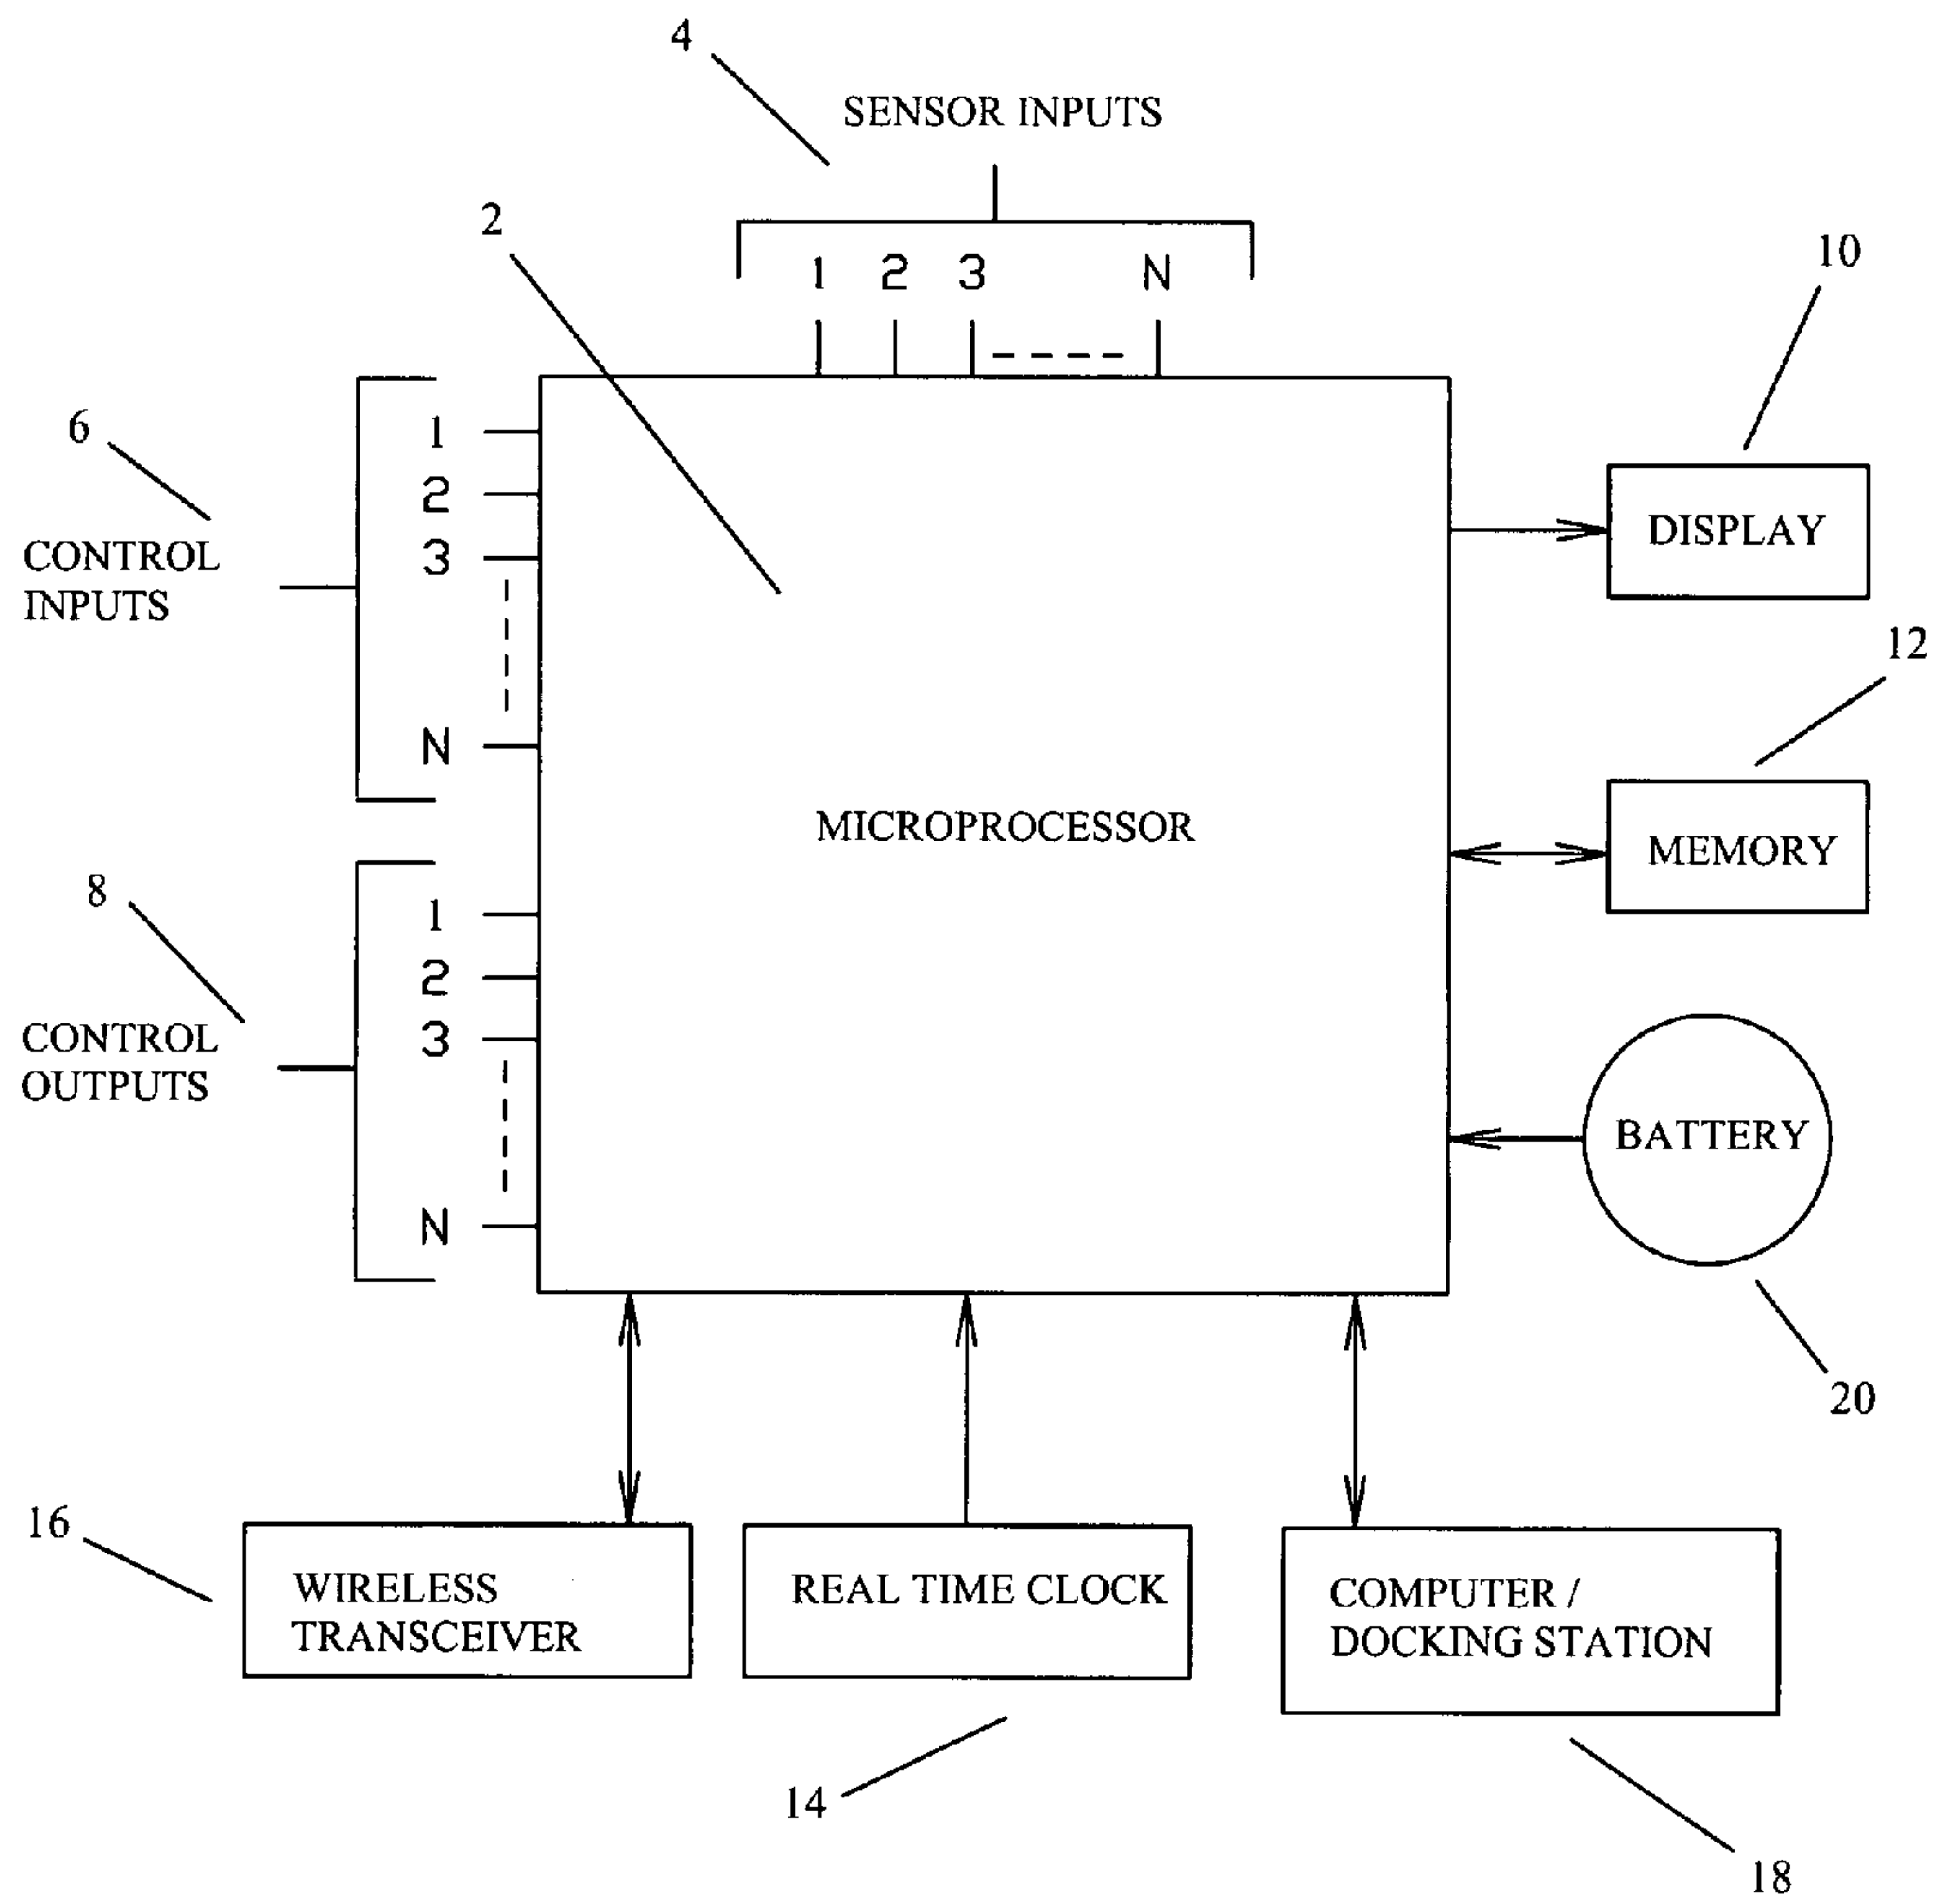 4
SENSOR INPUTS
2
1 2 3 N
10
6
1
2
3
N
CONTROL
INPUTS
DISPLAY
12
MICROPROCESSOR
MEMORY
8
1
2
3
N
CONTROL
OUTPUTS
BATTERY
20
16
WIRELESS
TRANSCEIVER
REAL TIME CLOCK
COMPUTER /
DOCKING STATION
14
18